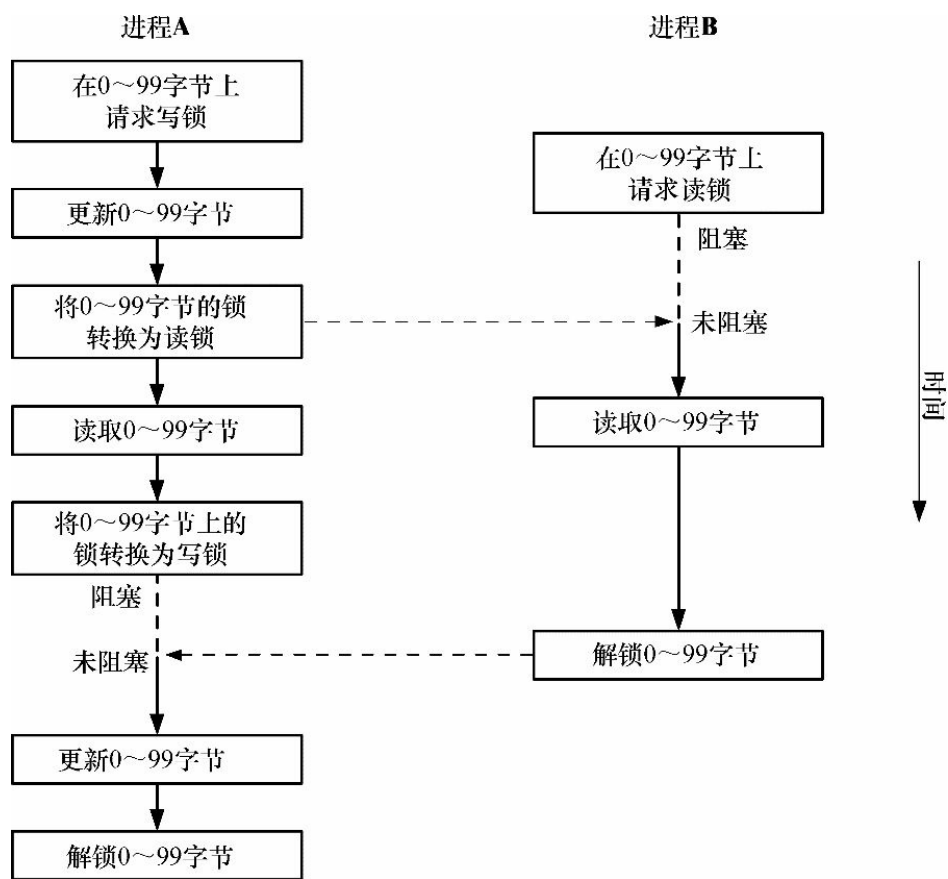 进程A
在0～99字节上
请求写锁
更新0～99字节
将0～99字节的锁
转换为读锁
读取0～99字节
将0～99字节上的
锁转换为写锁
阻塞
未阻塞
更新0～99字节
解锁0～99字节
进程B
在0～99字节上
请求读锁
阻塞
未阻塞
读取0～99字节
解锁0～99字节
时间